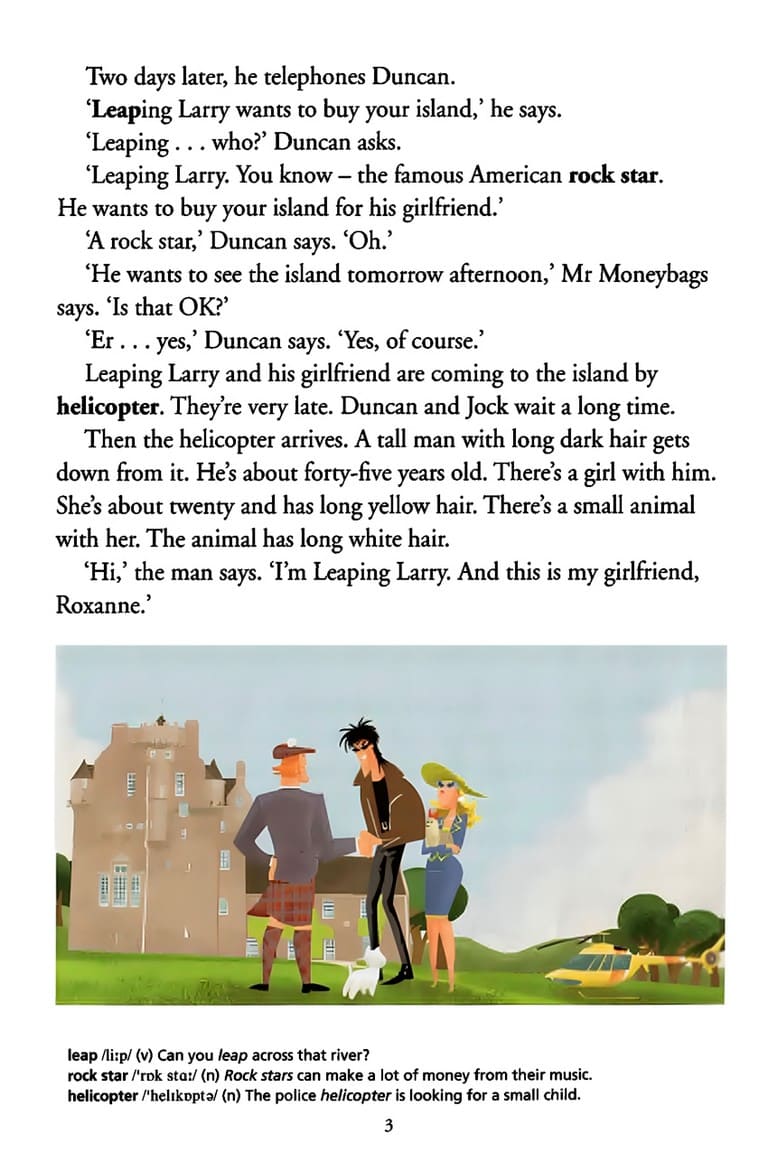 Two days later, he telephones Duncan.
‘Leaping Larry wants to buy your island,’ he says.
‘Leaping . . . who?’ Duncan asks.
‘Leaping Larry. You know – the famous American rock star.
He wants to buy your island for his girlfriend.’
‘A rock star,’ Duncan says. ‘Oh.’
‘He wants to see the island tomorrow afternoon,’ Mr Moneybags
says. ‘Is that OK?’
‘Er . . . yes,’ Duncan says. ‘Yes, of course.’
Leaping Larry and his girlfriend are coming to the island by
helicopter. They’re very late. Duncan and Jock wait a long time.
Then the helicopter arrives. A tall man with long dark hair gets
down from it. He’s about forty-five years old. There’s a girl with him.
She’s about twenty and has long yellow hair. There’s a small animal
with her. The animal has long white hair.
‘Hi,’ the man says. ‘I’m Leaping Larry. And this is my girlfriend,
Roxanne.’
leap /liːp/ (v) Can you leap across that river?
rock star /ˈrɒk stɑː/ (n) Rock stars can make a lot of money from their music.
helicopter /ˈhelɪkɒptə/ (n) The police helicopter is looking for a small child.
3